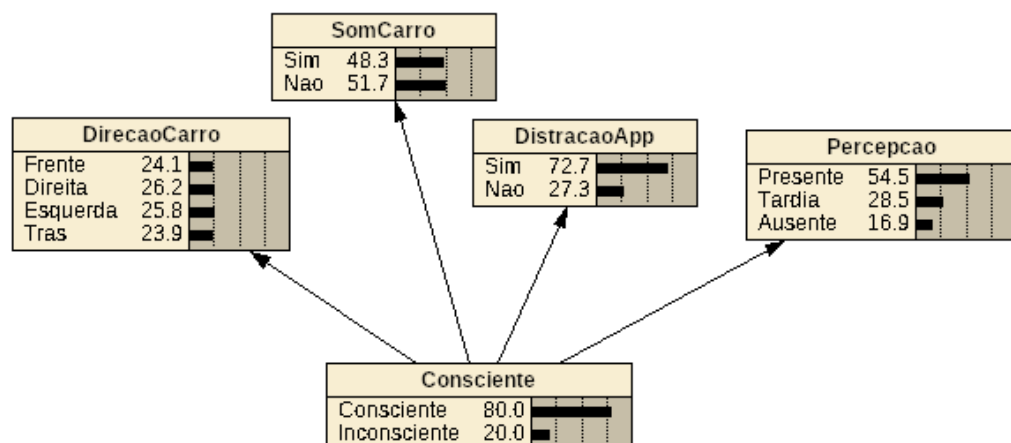 SomCarro
Sim 48.3
Nao 51.7
DirecaoCarro
Frente 24.1
Direita 26.2
Esquerda 25.8
Tras 23.9
DistracaoApp
Sim 72.7
Nao 27.3
Percepcao
Presente 54.5
Tardia 28.5
Ausente 16.9
Consciente
Consciente 80.0
Inconsciente 20.0